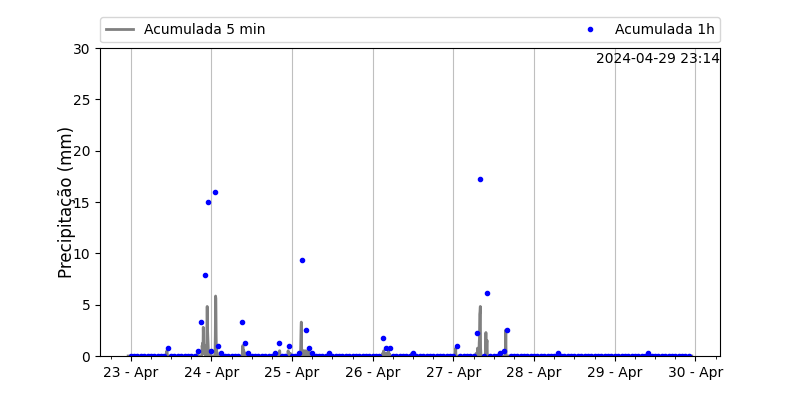 Acumulada 5 min
Acumulada 1h
2024-04-29 23:14
Precipitação (mm)
30
25
20
15
10
5
0
23 - Apr
24 - Apr
25 - Apr
26 - Apr
27 - Apr
28 - Apr
29 - Apr
30 - Apr